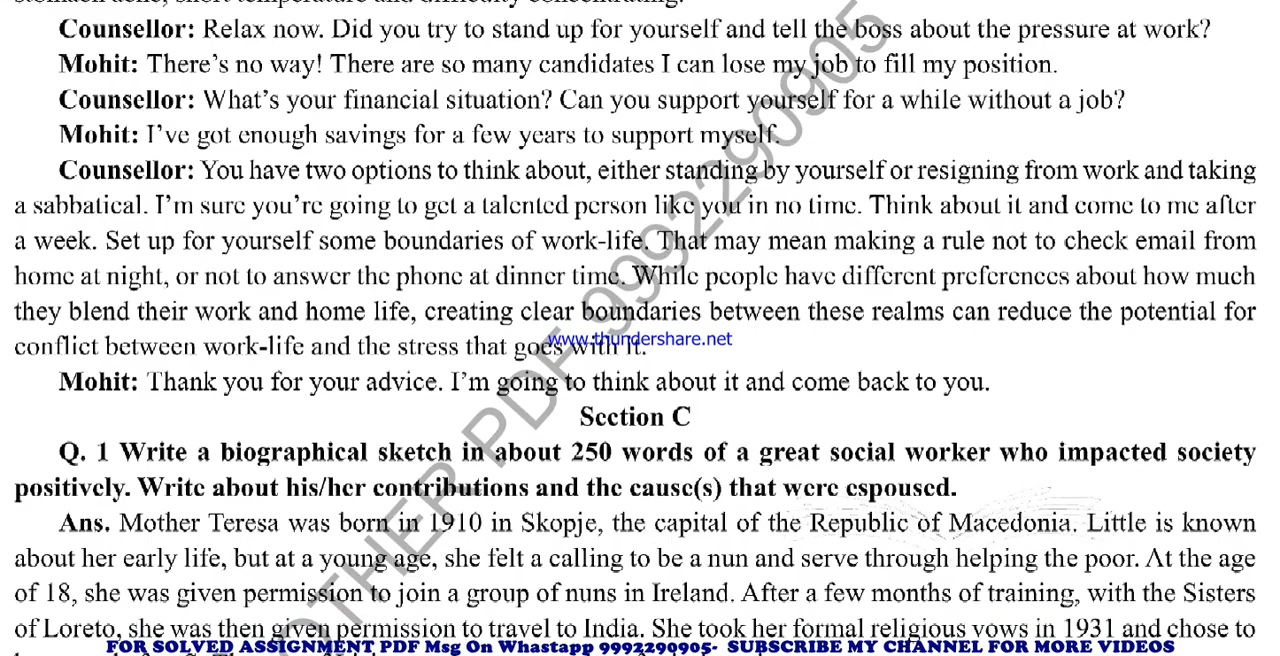 stomach ache, short temperature and difficulty concentrating.
Counsellor: Relax now. Did you try to stand up for yourself and tell the boss about the pressure at work?
Mohit: There's no way! There are so many candidates I can lose my job to fill my position.
Counsellor: What's your financial situation? Can you support yourself for a while without a job?
Mohit: I've got enough savings for a few years to support myself.
Counsellor: You have two options to think about, either standing by yourself or resigning from work and taking
a sabbatical. I'm sure you're going to get a talented person like you in no time. Think about it and come to me after
a week. Set up for yourself some boundaries of work-life. That may mean making a rule not to check email from
home at night, or not to answer the phone at dinner time. While people have different preferences about how much
they blend their work and home life, creating clear boundaries between these realms can reduce the potential for
conflict between work-life and the stress that goes with it.
www.thundershare.net
Mohit: Thank you for your advice. I'm going to think about it and come back to you.
Section C
Q. 1 Write a biographical sketch in about 250 words of a great social worker who impacted society
positively. Write about his/her contributions and the cause(s) that were espoused.
Ans. Mother Teresa was born in 1910 in Skopje, the capital of the Republic of Macedonia. Little is known
about her early life, but at a young age, she felt a calling to be a nun and serve through helping the poor. At the age
of 18, she was given permission to join a group of nuns in Ireland. After a few months of training, with the Sisters
of Loreto, she was then given permission to travel to India. She took her formal religious vows in 1931 and chose to
FOR SOLVED ASSIGNMENT PDF Msg On Whastapp 9992290905- SUBSCRIBE MY CHANNEL FOR MORE VIDEOS
OTHER PDF 9992290905